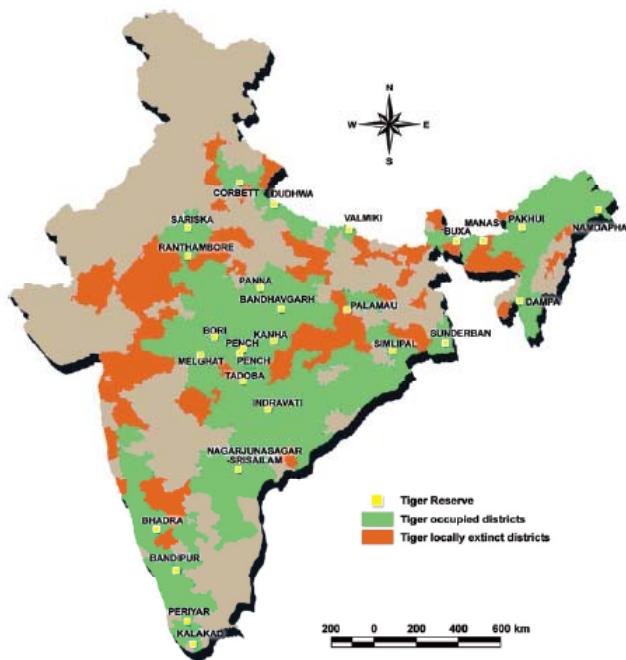 N
W E
S
CORBETT
DUDHWA
SARISKA
VALMIKI
MANAS
PAKHUI
BUXA
NAMDAPHA
RANTHAMBORE
PANNA
BANDHAVGARH
PALAMAU
DAMPA
BORI
KANHA
PENCH
SIMLIPAL
SUNDERBAN
MELGHAT
PENCH
TADOBA
INDRAVATI
NAGARJUNASAGAR
-SRISAILAM
Tiger Reserve
Tiger occupied districts
Tiger locally extinct districts
BHADRA
BANDIPUR
PERIYAR
KALAKAD
200 0 200 400 600 km